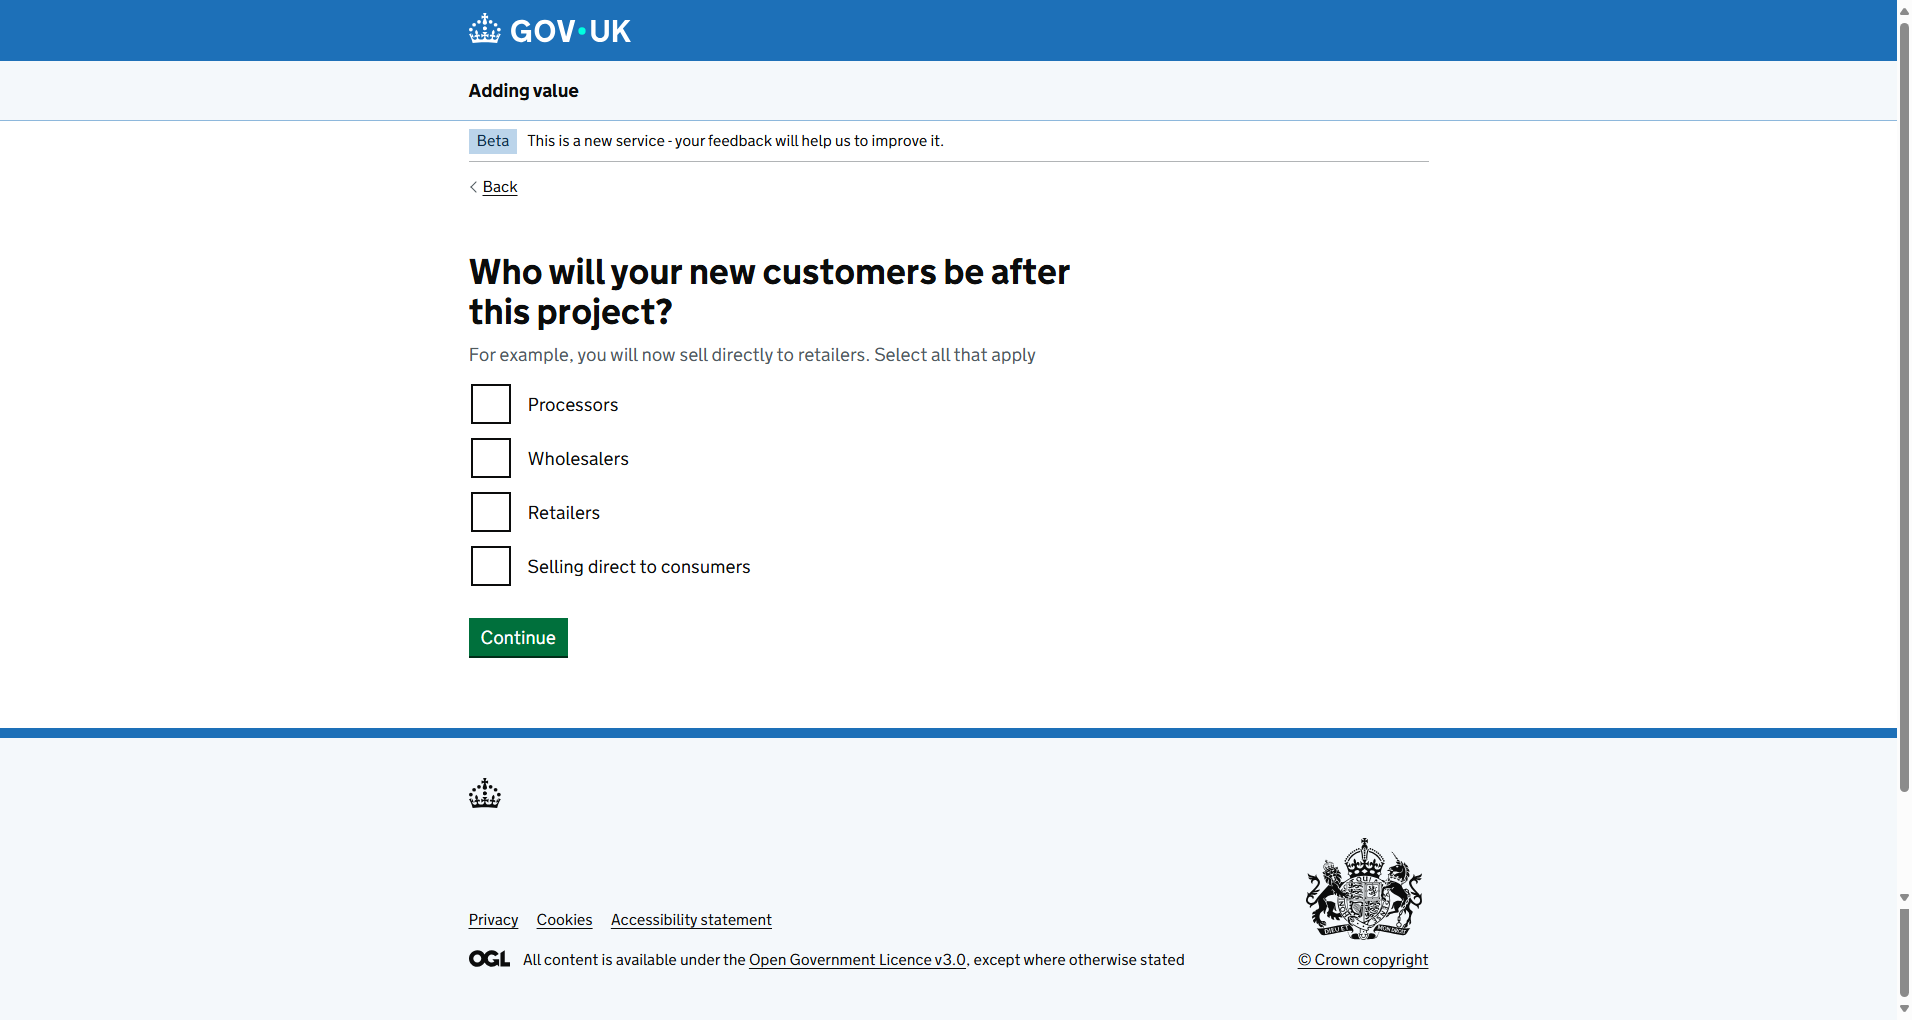 GOV·UK
Adding value
Beta This is a new service - your feedback will help us to improve it.
Back
Who will your new customers be after
this project?
For example, you will now sell directly to retailers. Select all that apply
Processors
Wholesalers
Retailers
Selling direct to consumers
Continue
Privacy Cookies Accessibility statement
OGL All content is available under the Open Government Licence v3.0, except where otherwise stated
© Crown copyright